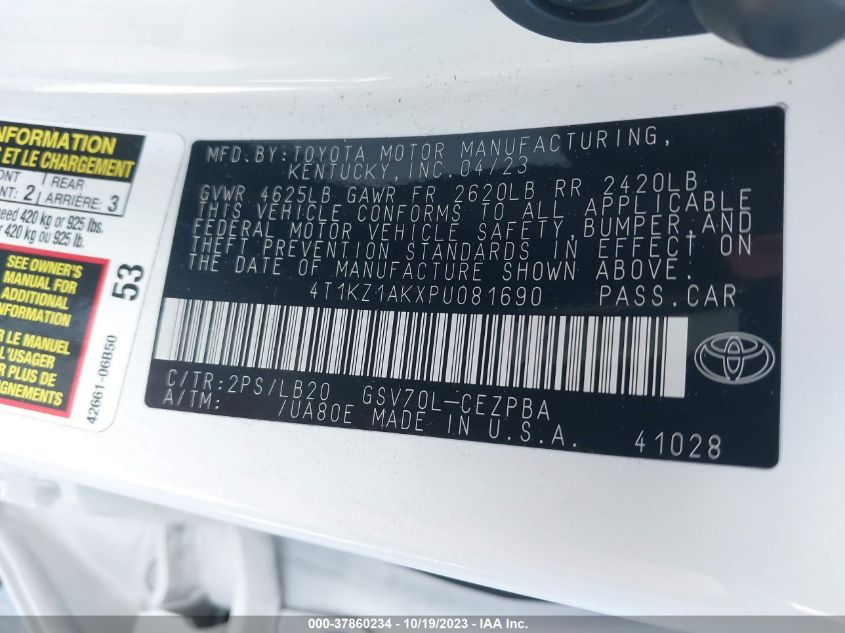 NFORMATION
ET LE CHARGEMENT
1 REAR
2 ARRIÈRE: 3
420 kg or 925 lbs.
420 kg ou 925 lb.
SEE OWNER'S
MANUAL FOR
ADDITIONAL
INFORMATION
LE MANUEL
L'USAGER
PLUS DE
53
42661-06B50
MFD.BY:TOYOTA MOTOR MANUFACTURING,
KENTUCKY,INC 04/23
GVWR 4625LB GAWR FR 2620LB RR 2420LB
THIS VEHICLE CONFORMS TO ALL APPLICABLE
FEDERAL MOTOR VEHICLE SAFETY,BUMPER,AND
THEFT PREVENTION STANDARDS IN EFFECT ON
THE DATE OF MANUFACTURE SHOWN ABOVE.
4T1KZ1AKXPU081690 PASS.CAR
C/TR:2PS/LB20 GSV70L-CEZPBA
A/TM: /UA80E MADE IN U.S.A.
41028
000-37860234 - 10/19/2023 - IAA Inc.